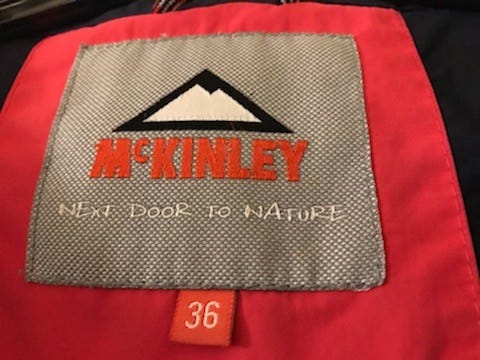 McKINLEY
NEXT DOOR TO NATURE
36